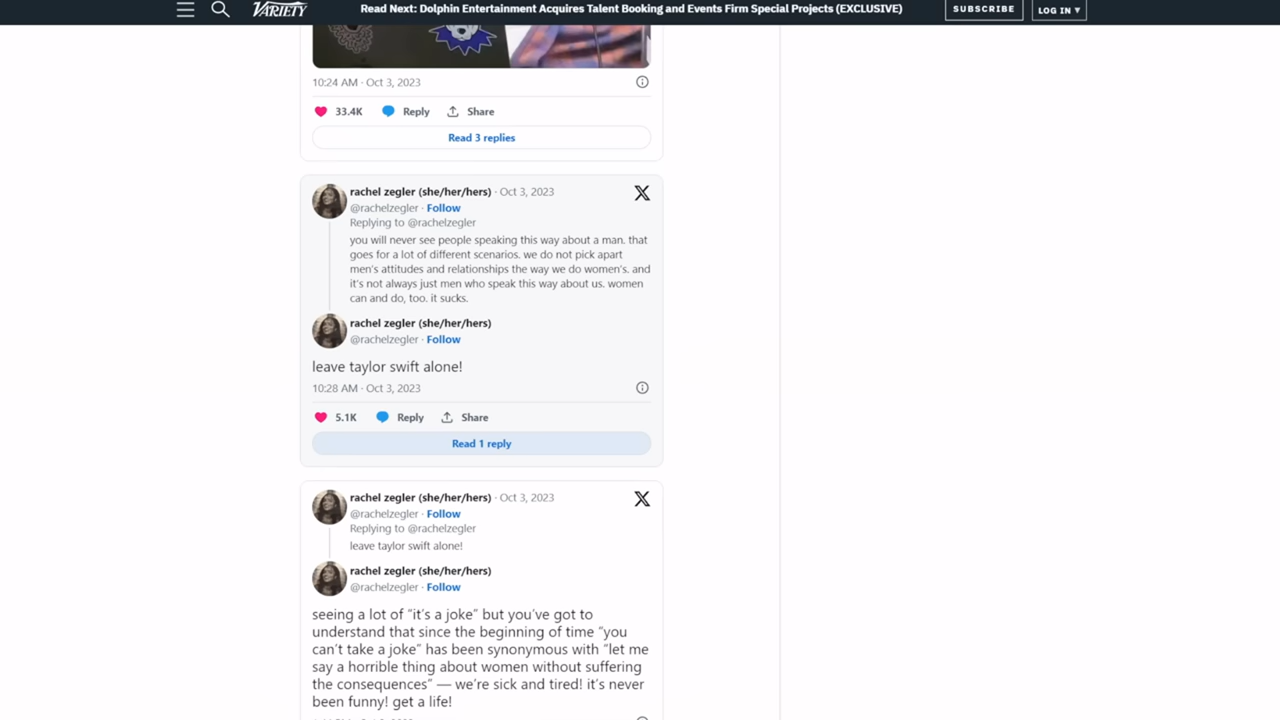 VARIETY
Read Next: Dolphin Entertainment Acquires Talent Booking and Events Firm Special Projects (EXCLUSIVE)
SUBSCRIBE
LOG IN ▾
10:24 AM · Oct 3, 2023
33.4K Reply Share
Read 3 replies
rachel zegler (she/her/hers) · Oct 3, 2023
@rachelzegler · Follow
Replying to @rachelzegler
you will never see people speaking this way about a man. that
goes for a lot of different scenarios. we do not pick apart
men's attitudes and relationships the way we do women's. and
it's not always just men who speak this way about us. women
can and do, too. it sucks.
rachel zegler (she/her/hers)
@rachelzegler · Follow
leave taylor swift alone!
10:28 AM · Oct 3, 2023
5.1K Reply Share
Read 1 reply
rachel zegler (she/her/hers) · Oct 3, 2023
@rachelzegler · Follow
Replying to @rachelzegler
leave taylor swift alone!
rachel zegler (she/her/hers)
@rachelzegler · Follow
seeing a lot of “it's a joke” but you've got to
understand that since the beginning of time “you
can't take a joke” has been synonymous with “let me
say a horrible thing about women without suffering
the consequences” — we're sick and tired! it's never
been funny! get a life!